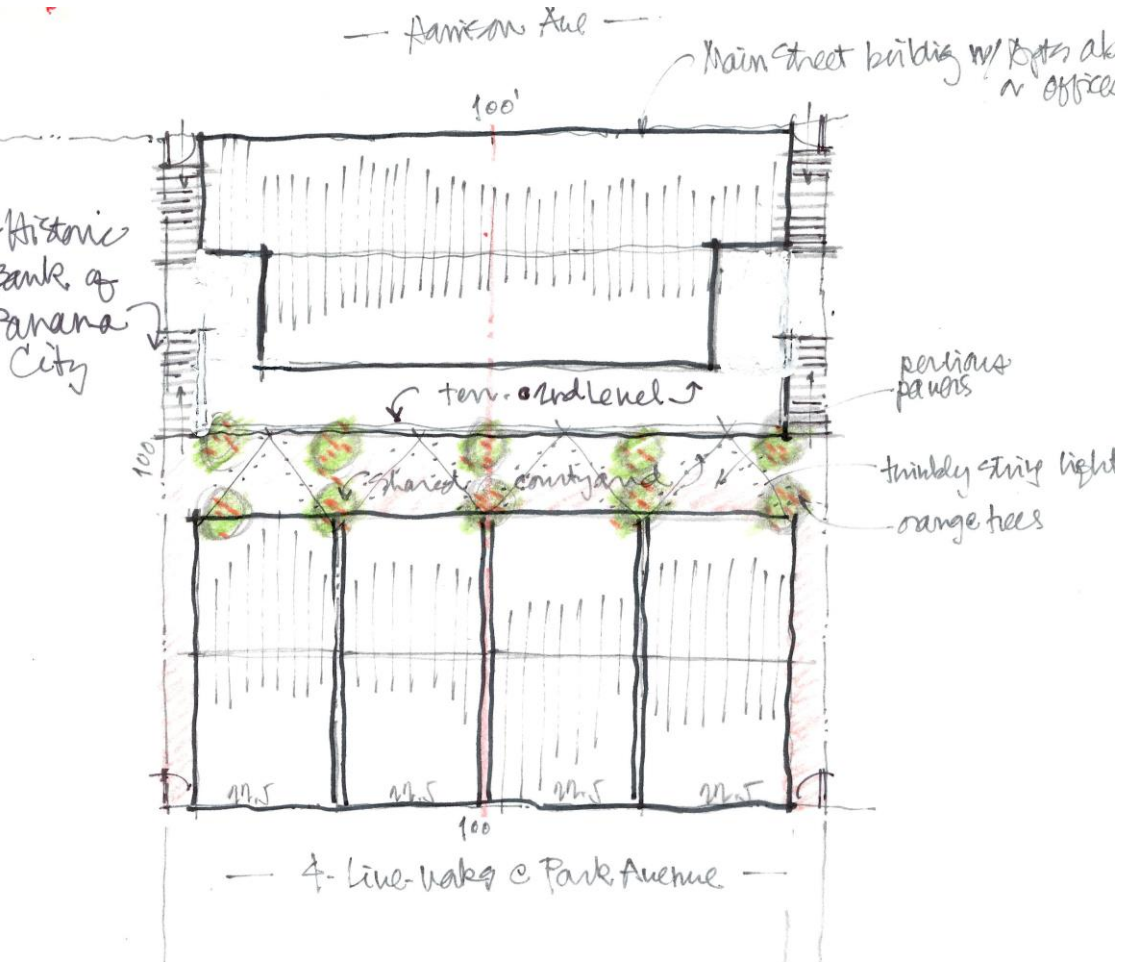 — Harrison Ave —
Main Street building w/ Apts ab
or offices
100'
Historic
Bank of
Panama
City
terr. 2nd Level
pervious
pavers
100
shared courtyard
twinkly string light
orange trees
22.5 22.5 22.5 22.5
100
— 4- Live-works @ Park Avenue —